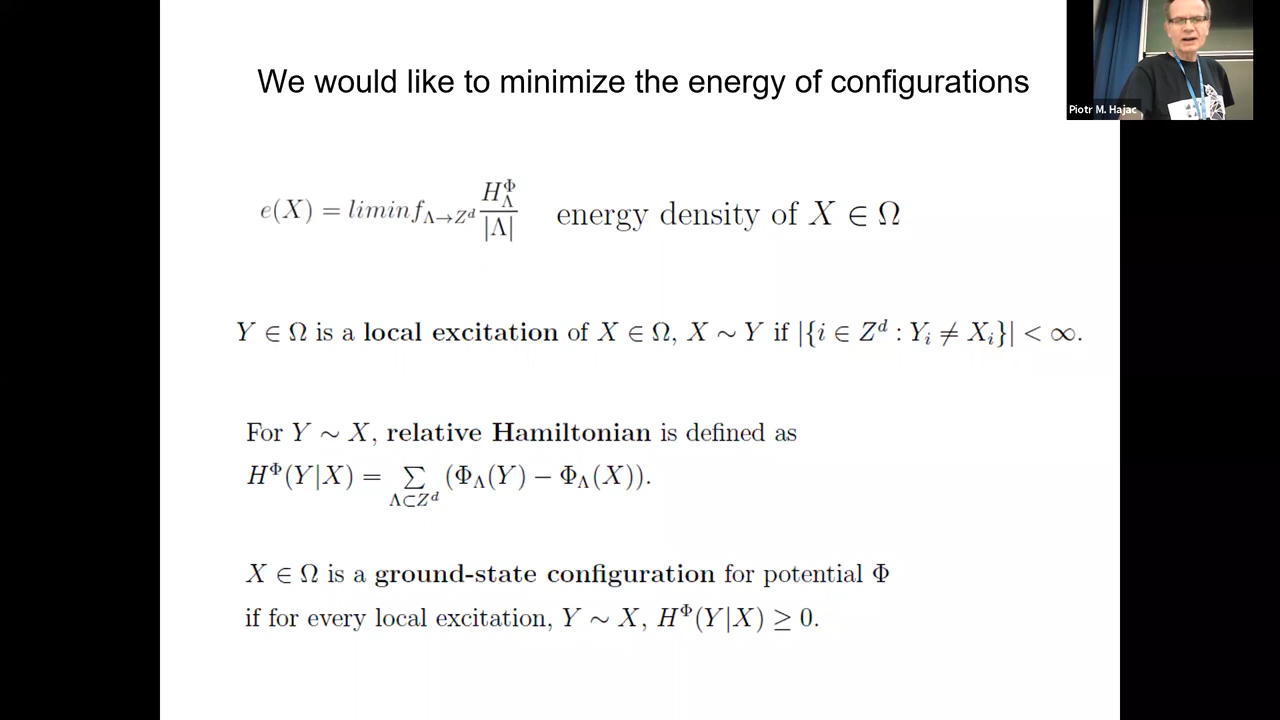 We would like to minimize the energy of configurations
Piotr M. Hajac
e(X) = liminf_{Λ→Z^d} \frac{H_Λ^Φ}{|Λ|} energy density of X ∈ Ω
Y ∈ Ω is a local excitation of X ∈ Ω, X ~ Y if |{i ∈ Z^d : Y_i ≠ X_i}| < ∞.
For Y ~ X, relative Hamiltonian is defined as
H^Φ(Y|X) = ∑_{Λ⊂Z^d} (Φ_Λ(Y) − Φ_Λ(X)).
X ∈ Ω is a ground-state configuration for potential Φ
if for every local excitation, Y ~ X, H^Φ(Y|X) ≥ 0.